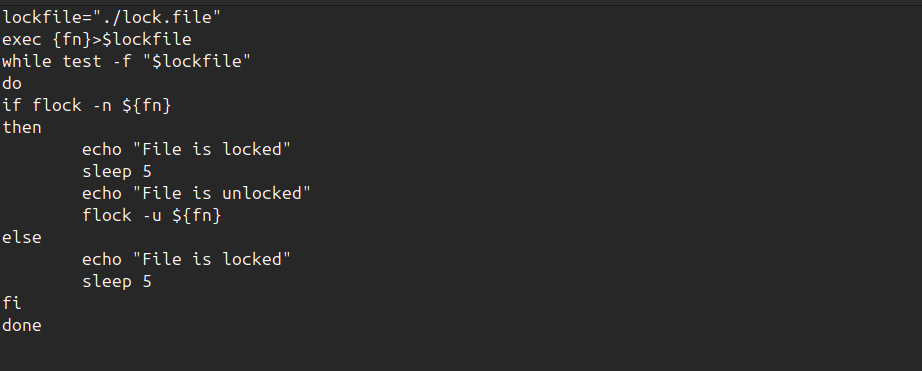 lockfile="./lock.file"
exec {fn}>$lockfile
while test -f "$lockfile"
do
if flock -n ${fn}
then
        echo "File is locked"
        sleep 5
        echo "File is unlocked"
        flock -u ${fn}
else
        echo "File is locked"
        sleep 5
fi
done